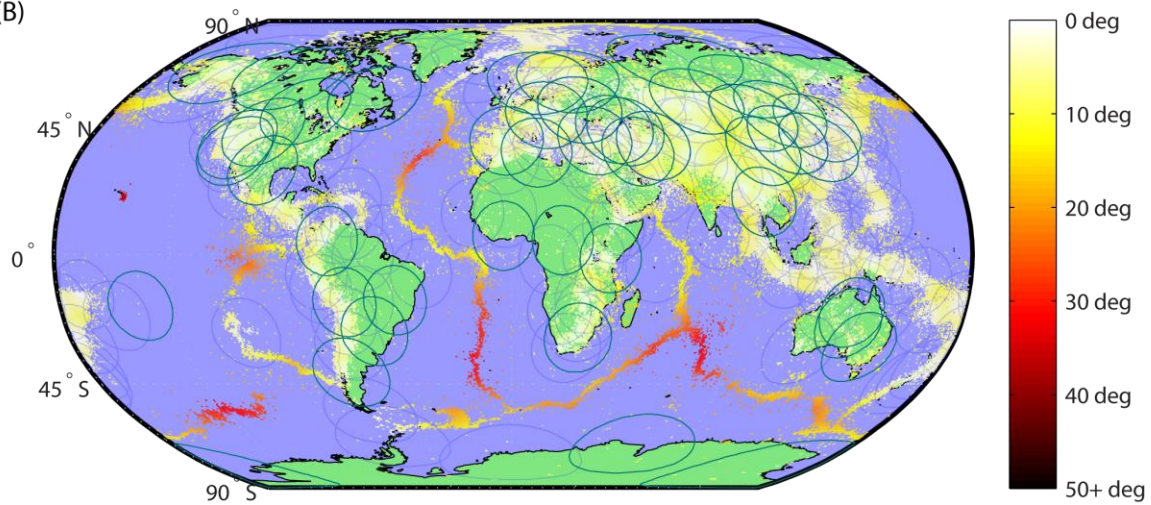 (B)
90 ° N
45 ° N
0 °
45 ° S
90 ° S
0 deg
10 deg
20 deg
30 deg
40 deg
50+ deg